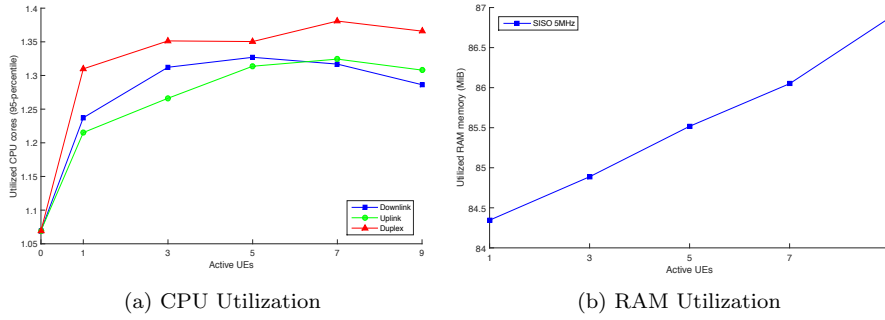 1.4
1.35
1.3
1.25
1.2
1.15
1.1
1.05
Utilized CPU cores (95-percentile)
0
1
3
5
7
9
Active UEs
Downlink
Uplink
Duplex
(a) CPU Utilization
87
86.5
86
85.5
85
84.5
84
Utilized RAM memory (MiB)
SISO 5MHz
1
3
5
7
Active UEs
(b) RAM Utilization